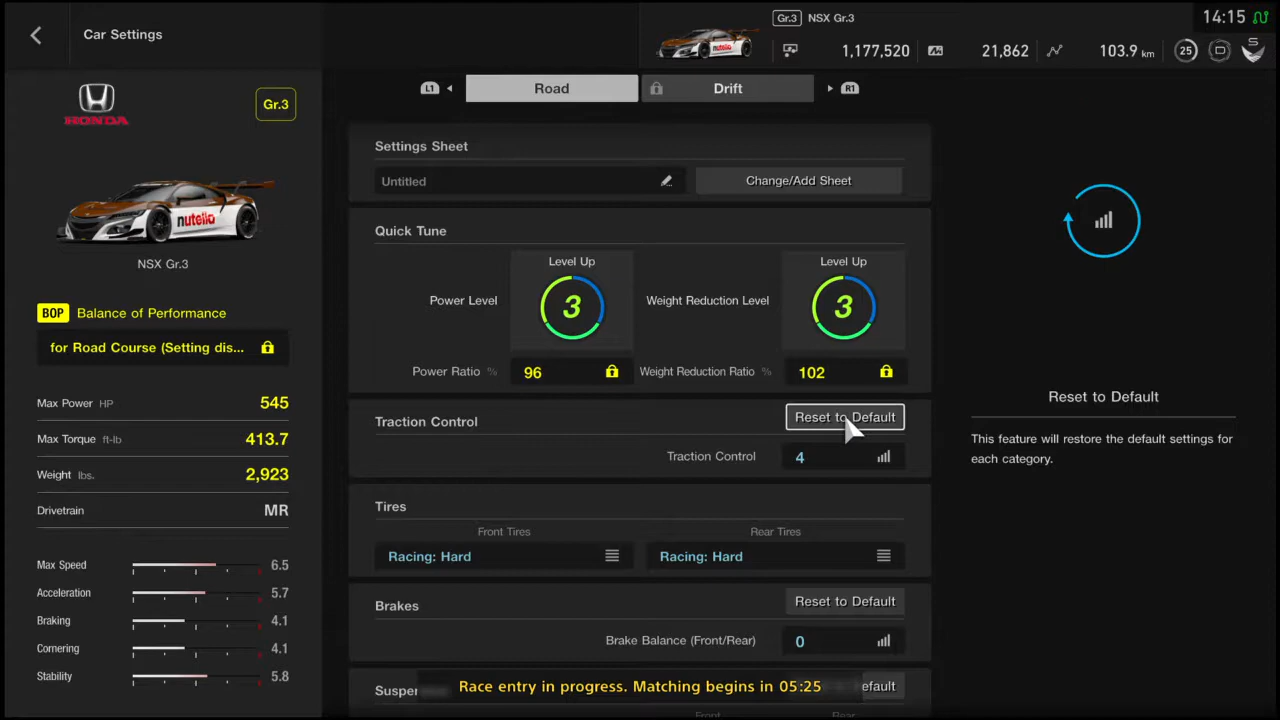 Car Settings
Gr.3 NSX Gr.3
14:15
1,177,520
21,862
103.9 km
25
S
HONDA
Gr.3
nutello
NSX Gr.3
BOP Balance of Performance
for Road Course (Setting dis...
Max Power HP 545
Max Torque ft-lb 413.7
Weight lbs. 2,923
Drivetrain MR
Max Speed 6.5
Acceleration 5.7
Braking 4.1
Cornering 4.1
Stability 5.8
L1 Road Drift R1
Settings Sheet
Untitled Change/Add Sheet
Quick Tune
Level Up Level Up
Power Level 3 Weight Reduction Level 3
Power Ratio % 96 Weight Reduction Ratio % 102
Traction Control Reset to Default
Traction Control 4
Tires
Front Tires Rear Tires
Racing: Hard Racing: Hard
Brakes Reset to Default
Brake Balance (Front/Rear) 0
Suspe efault
Race entry in progress. Matching begins in 05:25
Front Rear
Reset to Default
This feature will restore the default settings for
each category.